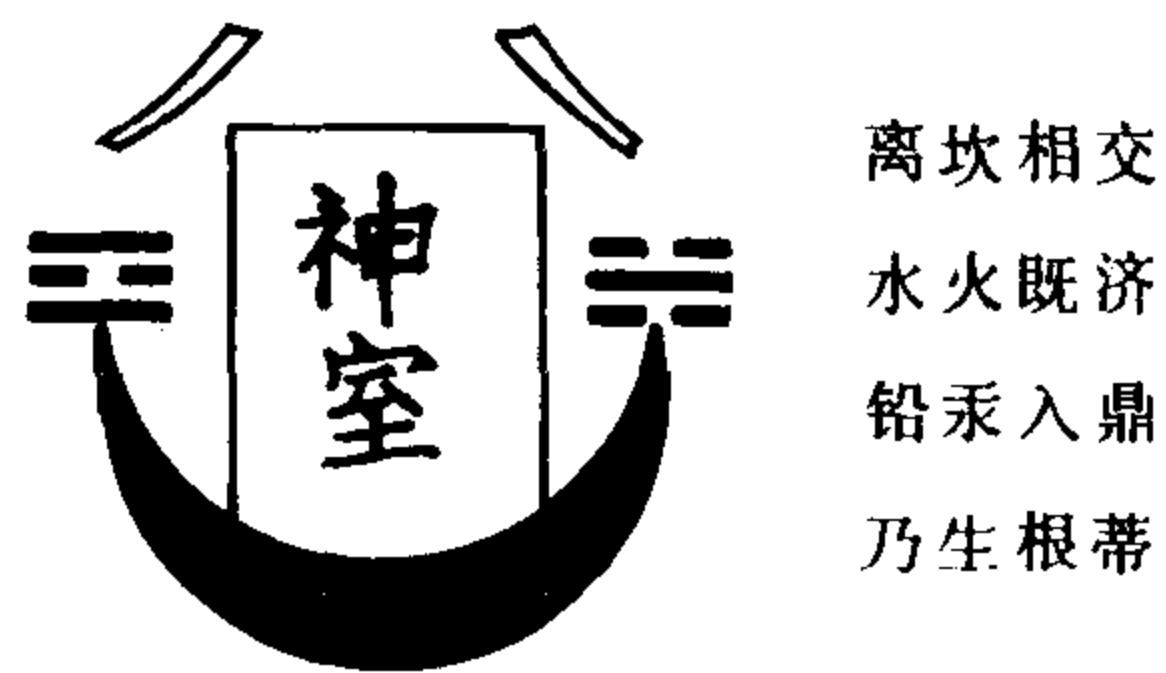 神室
离坎相交
水火既济
铅汞入鼎
乃生根蒂